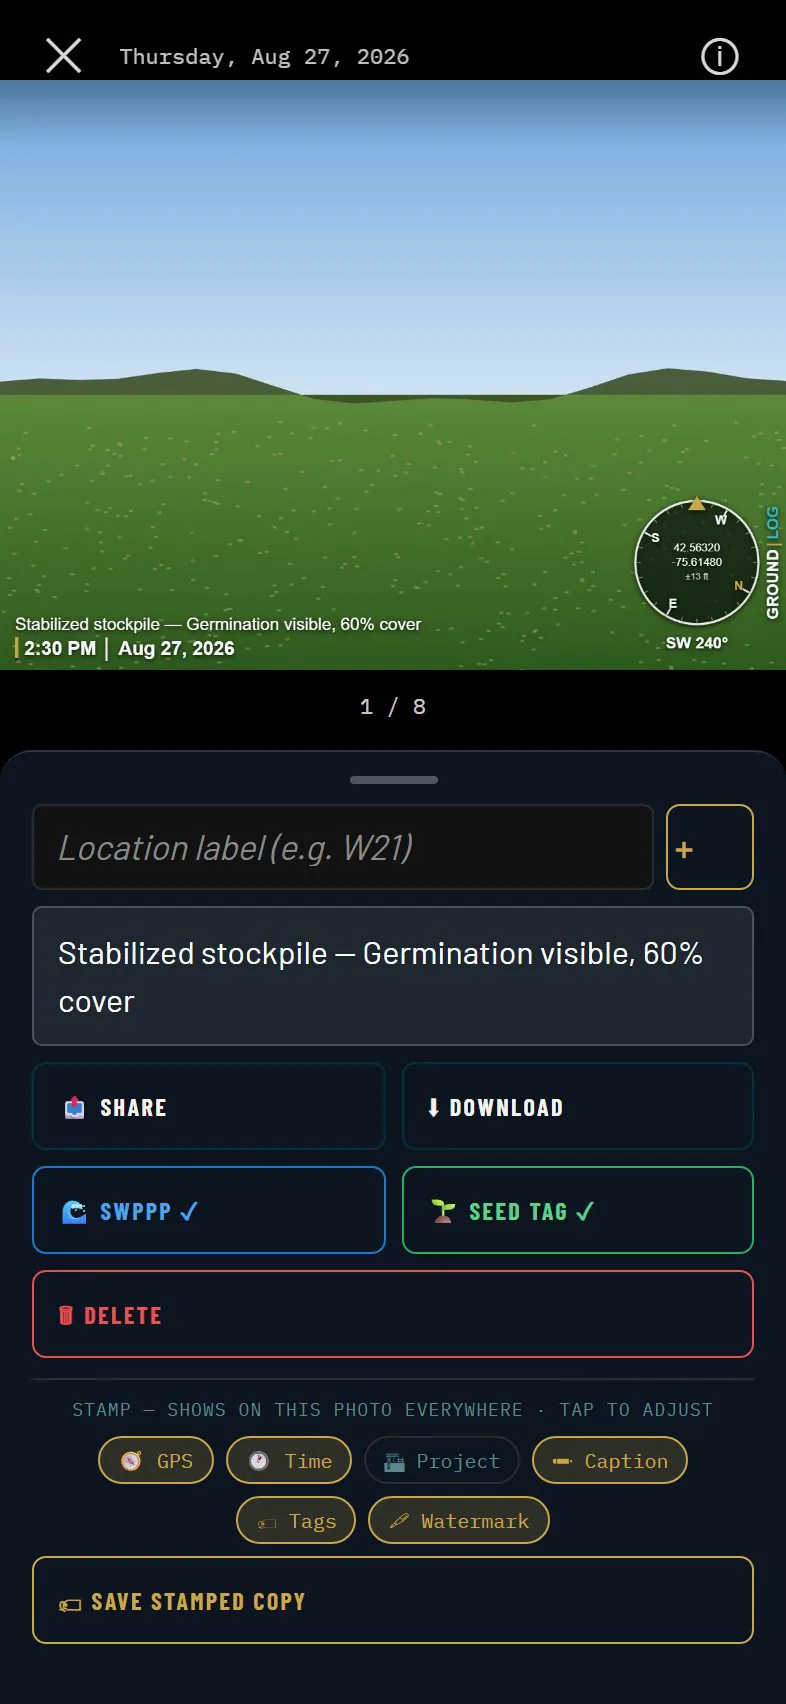 Thursday, Aug 27, 2026
W
S
42.56320
-75.61480
±13 ft
N
E
SW 240°
GROUND|LOG
Stabilized stockpile — Germination visible, 60% cover
2:30 PM | Aug 27, 2026
1 / 8
Location label (e.g. W21)
+
Stabilized stockpile — Germination visible, 60%
cover
SHARE
⬇ DOWNLOAD
SWPPP ✓
SEED TAG ✓
DELETE
STAMP — SHOWS ON THIS PHOTO EVERYWHERE · TAP TO ADJUST
GPS
Time
Project
Caption
Tags
Watermark
SAVE STAMPED COPY